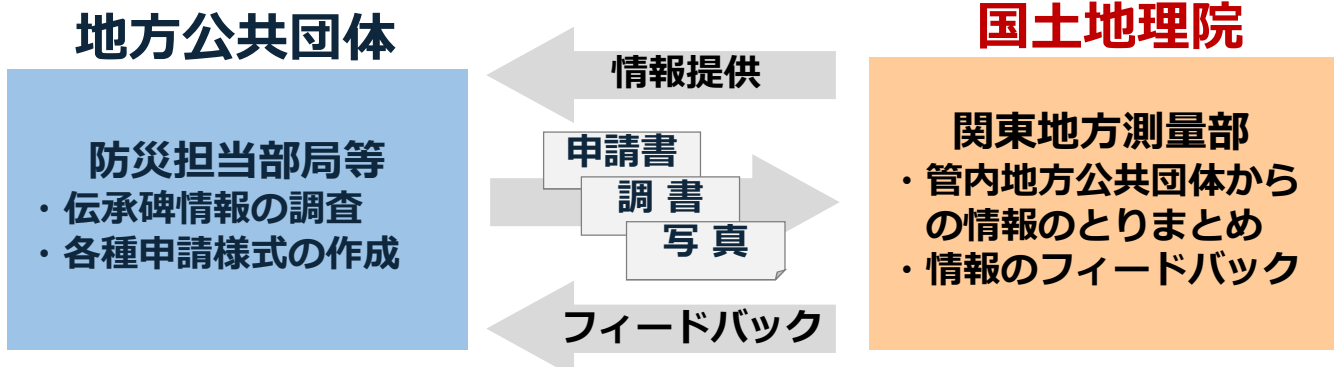 地方公共団体
防災担当部局等
・伝承碑情報の調査
・各種申請様式の作成
情報提供
申請書
調 書
写 真
フィードバック
国土地理院
関東地方測量部
・管内地方公共団体から
の情報のとりまとめ
・情報のフィードバック